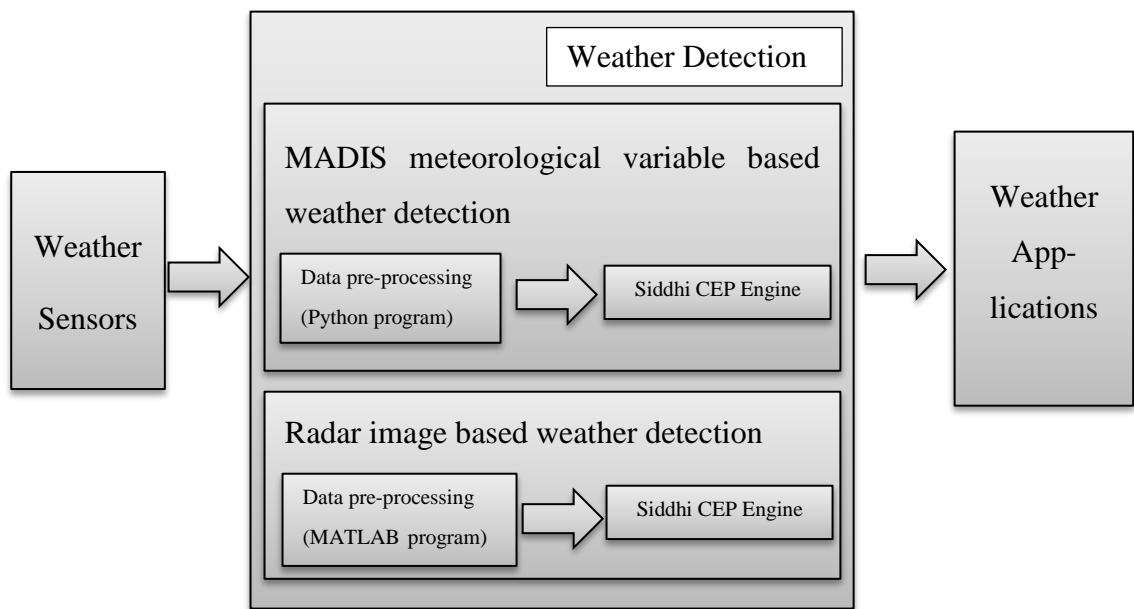 Weather Detection
MADIS meteorological variable based
weather detection
Data pre-processing
(Python program)
Siddhi CEP Engine
Radar image based weather detection
Data pre-processing
(MATLAB program)
Siddhi CEP Engine
Weather
Sensors
Weather
App-
lications